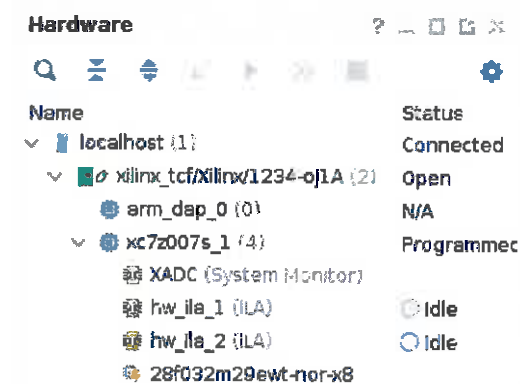 Hardware ?
Name Status
localhost (1) Connected
xilinx_tcf/Xilinx/1234-oj1A (2) Open
arm_dap_0 (0) N/A
xc7z007s_1 (4) Programmed
XADC (System Monitor)
hw_ila_1 (ILA) Idle
hw_ila_2 (ILA) Idle
28f032m29ewt-nor-x8